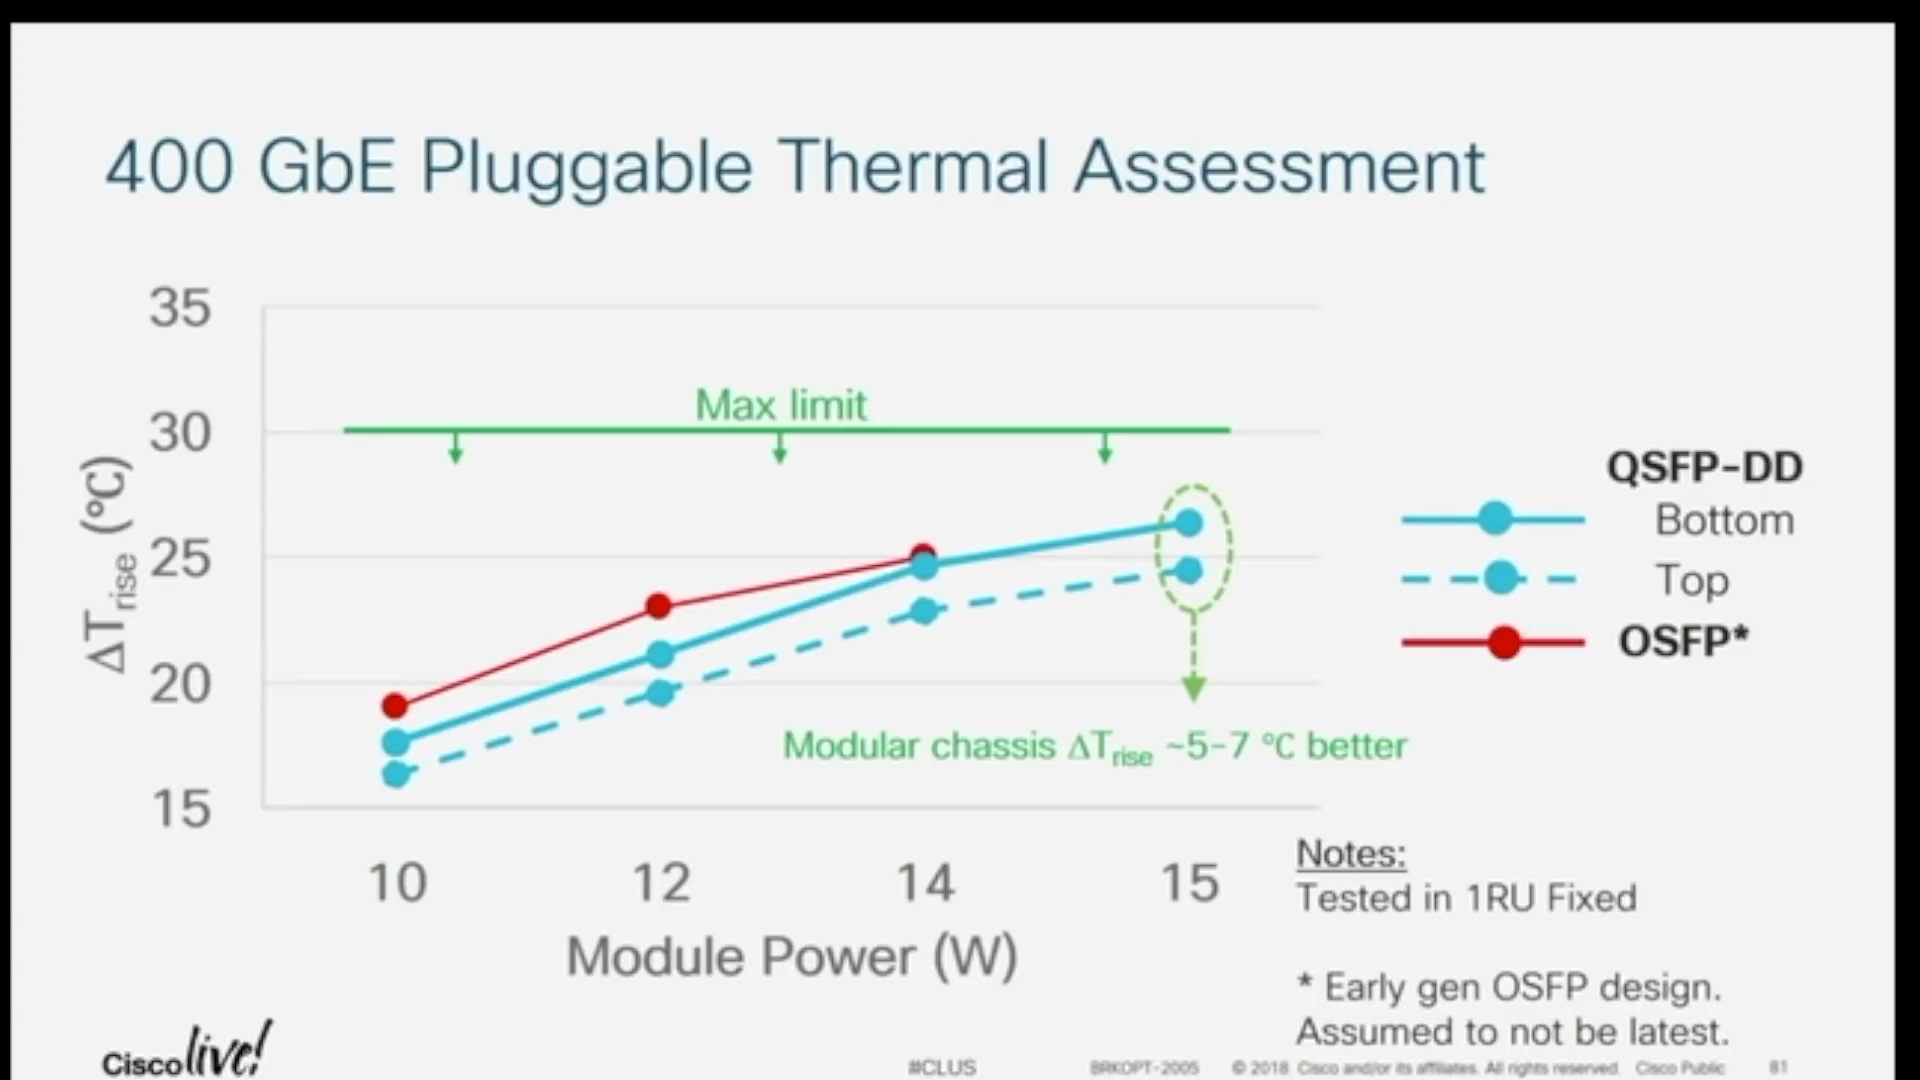 400 GbE Pluggable Thermal Assessment
35
30
25
20
15
ΔTrise (°C)
Max limit
Modular chassis ΔTrise ~5-7 °C better
10 12 14 15
Module Power (W)
QSFP-DD
Bottom
Top
OSFP*
Notes:
Tested in 1RU Fixed
* Early gen OSFP design.
Assumed to not be latest.
Cisco live!
#CLUS
BRKOPT-2005
© 2018 Cisco and/or its affiliates. All rights reserved. Cisco Public
81